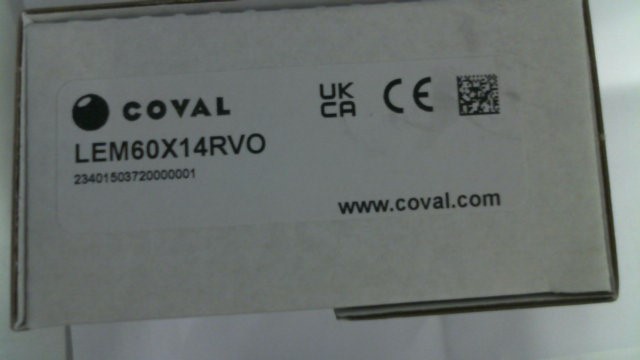 COVAL
UK
CA
CE
LEM60X14RVO
23401503720000001
www.coval.com